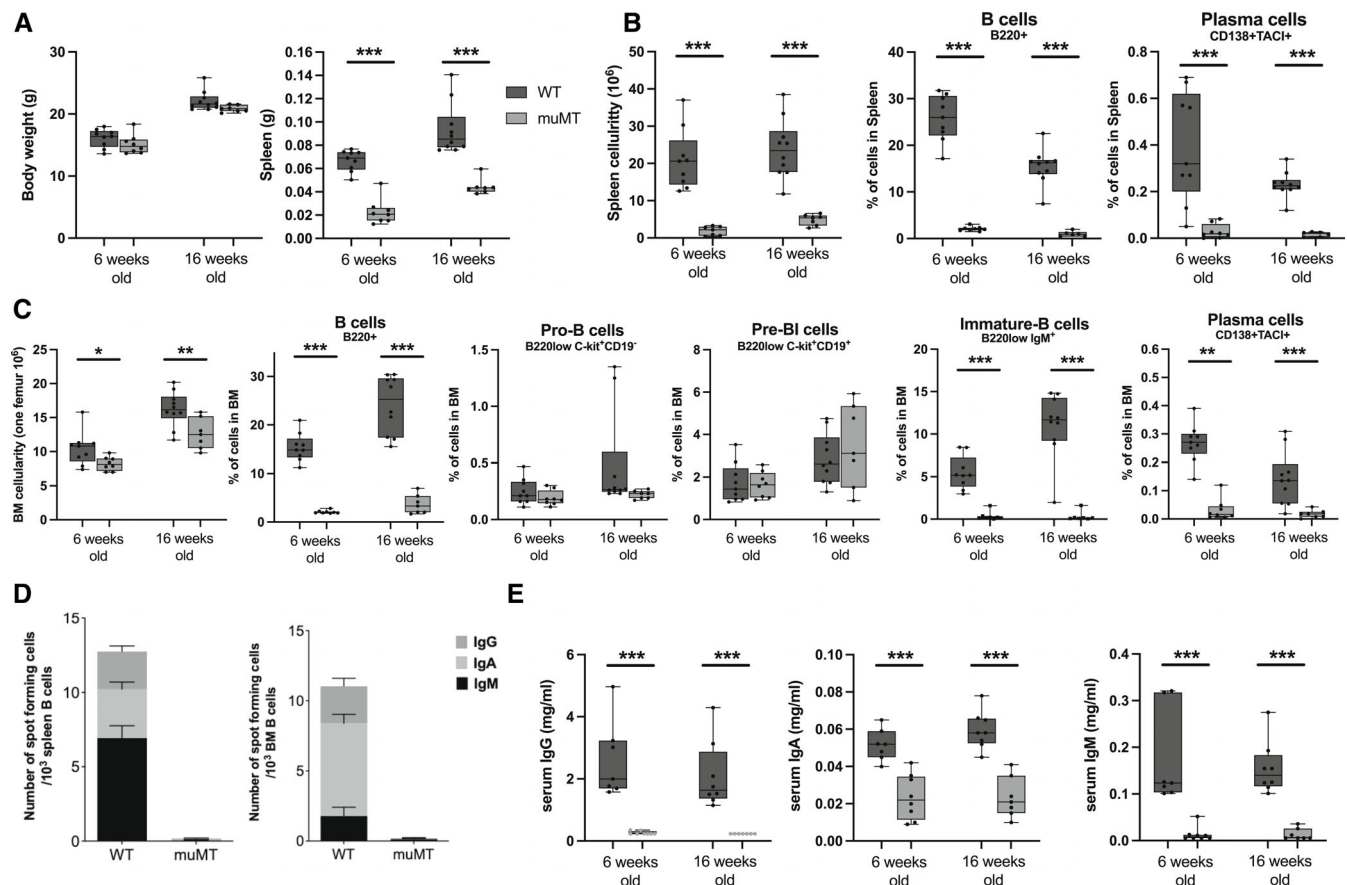 A
Body weight (g)
30
20
10
0
6 weeks
old
16 weeks
old
Spleen (g)
0.16
0.14
0.12
0.10
0.08
0.06
0.04
0.02
0.00
***
***
6 weeks
old
16 weeks
old
WT
muMT
B
Spleen cellulritty (10⁶)
50
40
30
20
10
0
***
***
6 weeks
old
16 weeks
old
B cells
B220+
% of cells in Spleen
40
30
20
10
0
***
***
6 weeks
old
16 weeks
old
Plasma cells
CD138+TACI+
% of cells in Spleen
0.8
0.6
0.4
0.2
0.0
***
***
6 weeks
old
16 weeks
old
C
BM cellularity (one femur 10⁶)
25
20
15
10
5
0
*
**
6 weeks
old
16 weeks
old
B cells
B220+
% of cells in BM
30
20
10
0
***
***
6 weeks
old
16 weeks
old
Pro-B cells
B220low C-kit⁺CD19⁻
% of cells in BM
1.5
1.0
0.5
0.0
6 weeks
old
16 weeks
old
Pre-BI cells
B220low C-kit⁺CD19⁺
% of cells in BM
8
6
4
2
0
6 weeks
old
16 weeks
old
Immature-B cells
B220low IgM⁺
% of cells in BM
15
10
5
0
***
***
6 weeks
old
16 weeks
old
Plasma cells
CD138+TACI+
% of cells in BM
0.6
0.5
0.4
0.3
0.2
0.1
0.0
**
***
6 weeks
old
16 weeks
old
D
Number of spot forming cells
/10³ spleen B cells
15
10
5
0
WT
muMT
Number of spot forming cells
/10³ BM B cells
15
10
5
0
WT
muMT
IgG
IgA
IgM
E
serum IgG (mg/ml)
6
4
2
0
***
***
6 weeks
old
16 weeks
old
serum IgA (mg/ml)
0.10
0.08
0.06
0.04
0.02
0.00
***
***
6 weeks
old
16 weeks
old
serum IgM (mg/ml)
0.4
0.3
0.2
0.1
0.0
***
***
6 weeks
old
16 weeks
old